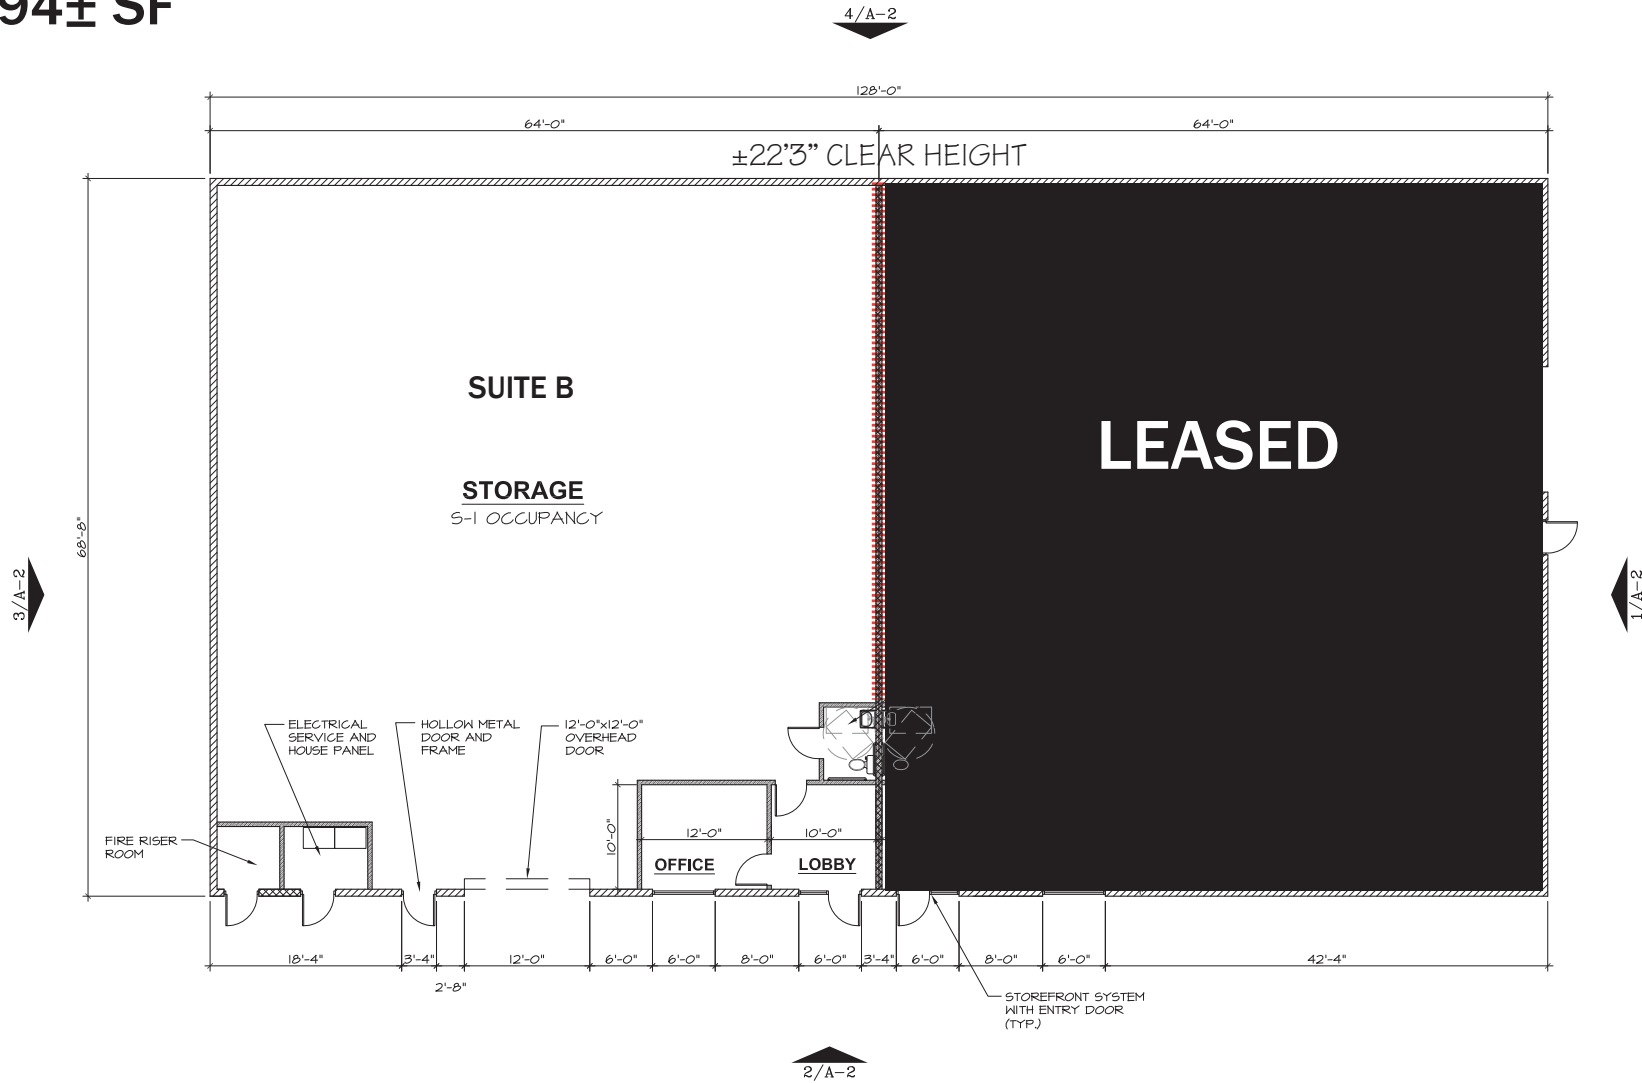 94± SF
4/A-2
128'-0"
64'-0"
64'-0"
±22'3” CLEAR HEIGHT
SUITE B
LEASED
STORAGE
S-1 OCCUPANCY
68'-8"
3/A-2
1/A-2
ELECTRICAL
SERVICE AND
HOUSE PANEL
HOLLOW METAL
DOOR AND
FRAME
12'-0"x12'-0"
OVERHEAD
DOOR
FIRE RISER
ROOM
10'-0"
12'-0"
10'-0"
OFFICE
LOBBY
18'-4"
3'-4"
2'-8"
12'-0"
6'-0"
6'-0"
8'-0"
6'-0"
3'-4"
6'-0"
8'-0"
6'-0"
42'-4"
STOREFRONT SYSTEM
WITH ENTRY DOOR
(TYP.)
2/A-2